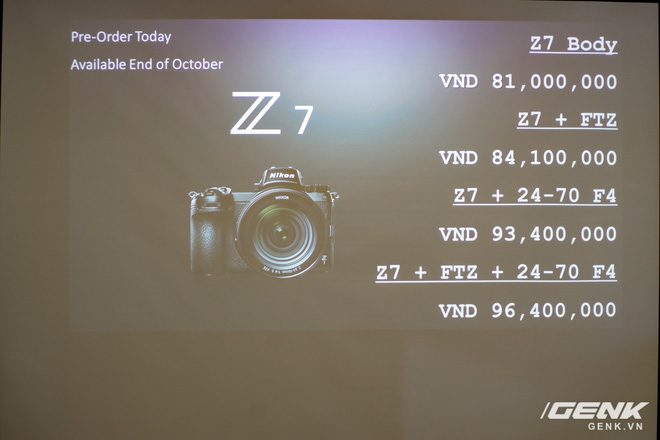 Pre-Order Today
Available End of October
Z 7
Nikon
Z7 Body
VND 81,000,000
Z7 + FTZ
VND 84,100,000
Z7 + 24-70 F4
VND 93,400,000
Z7 + FTZ + 24-70 F4
VND 96,400,000
GENK
GENK.VN